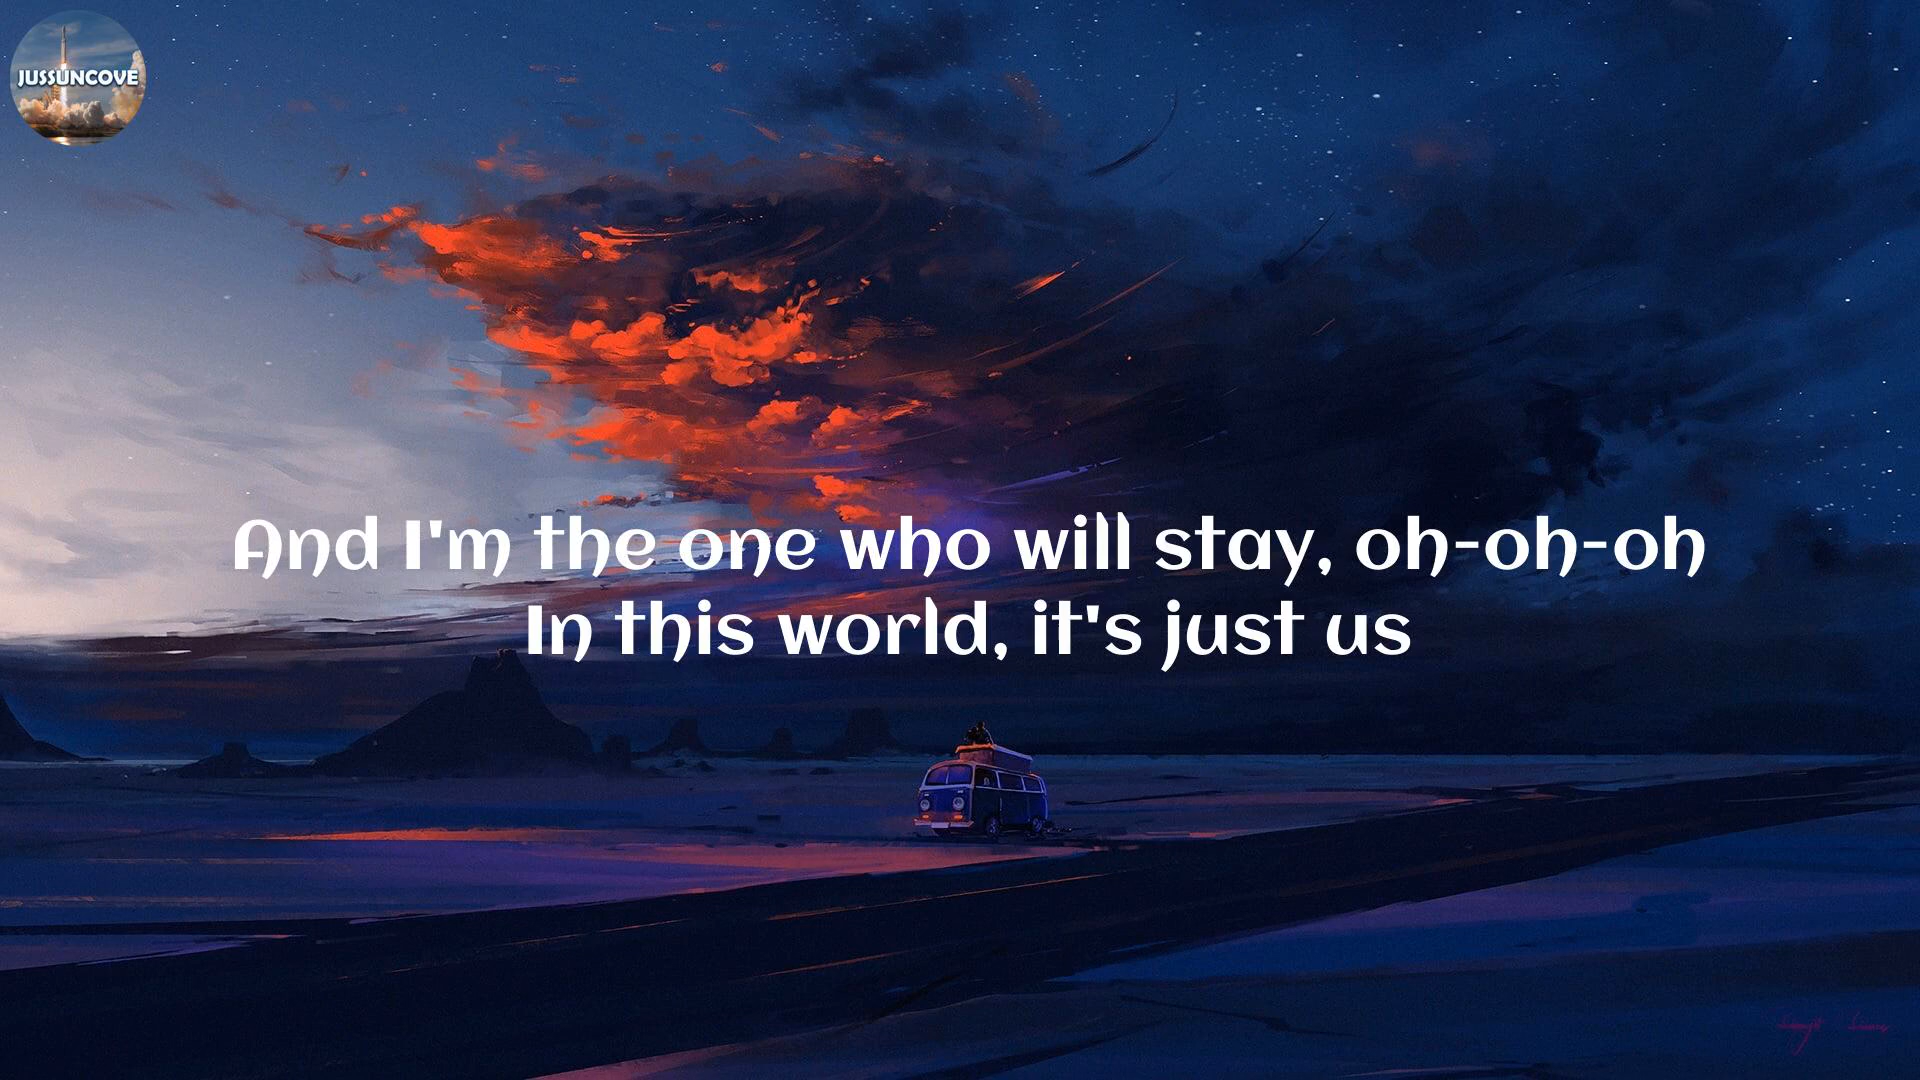 JUSSUNCOVE
And I'm the one who will stay, oh-oh-oh
In this world, it's just us